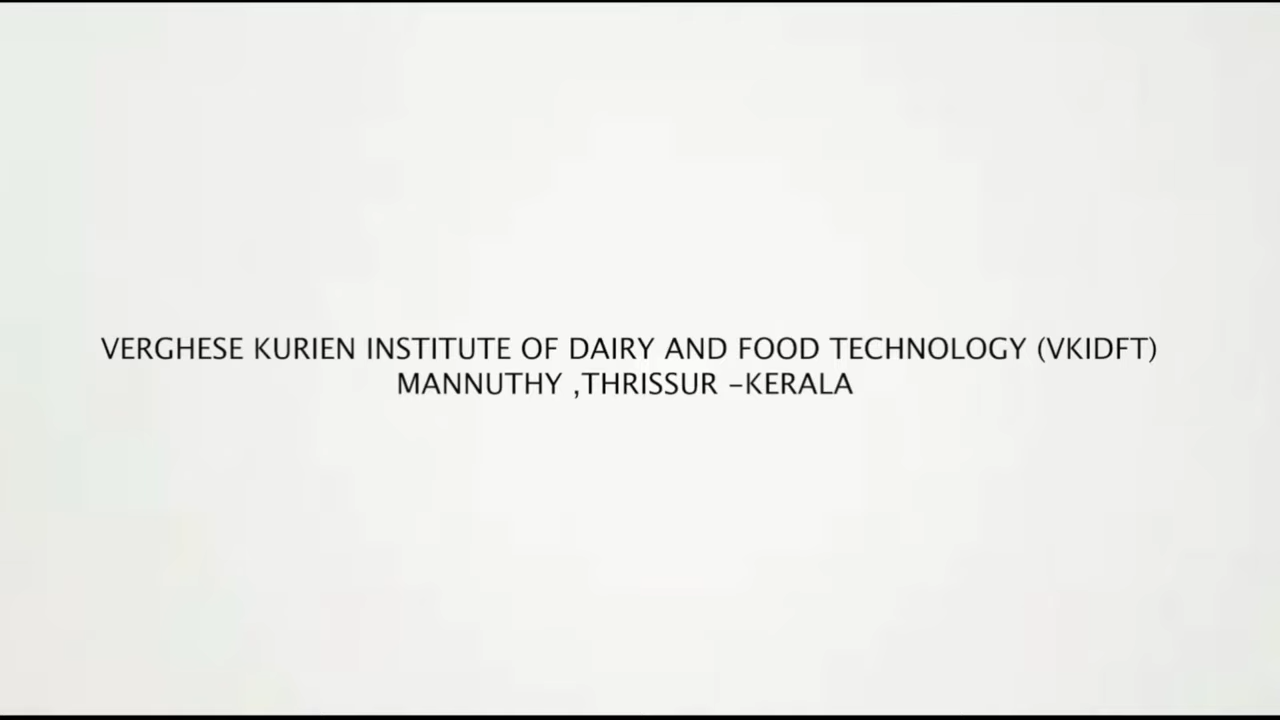 VERGHESE KURIEN INSTITUTE OF DAIRY AND FOOD TECHNOLOGY (VKIDFT)
MANNUTHY ,THRISSUR –KERALA